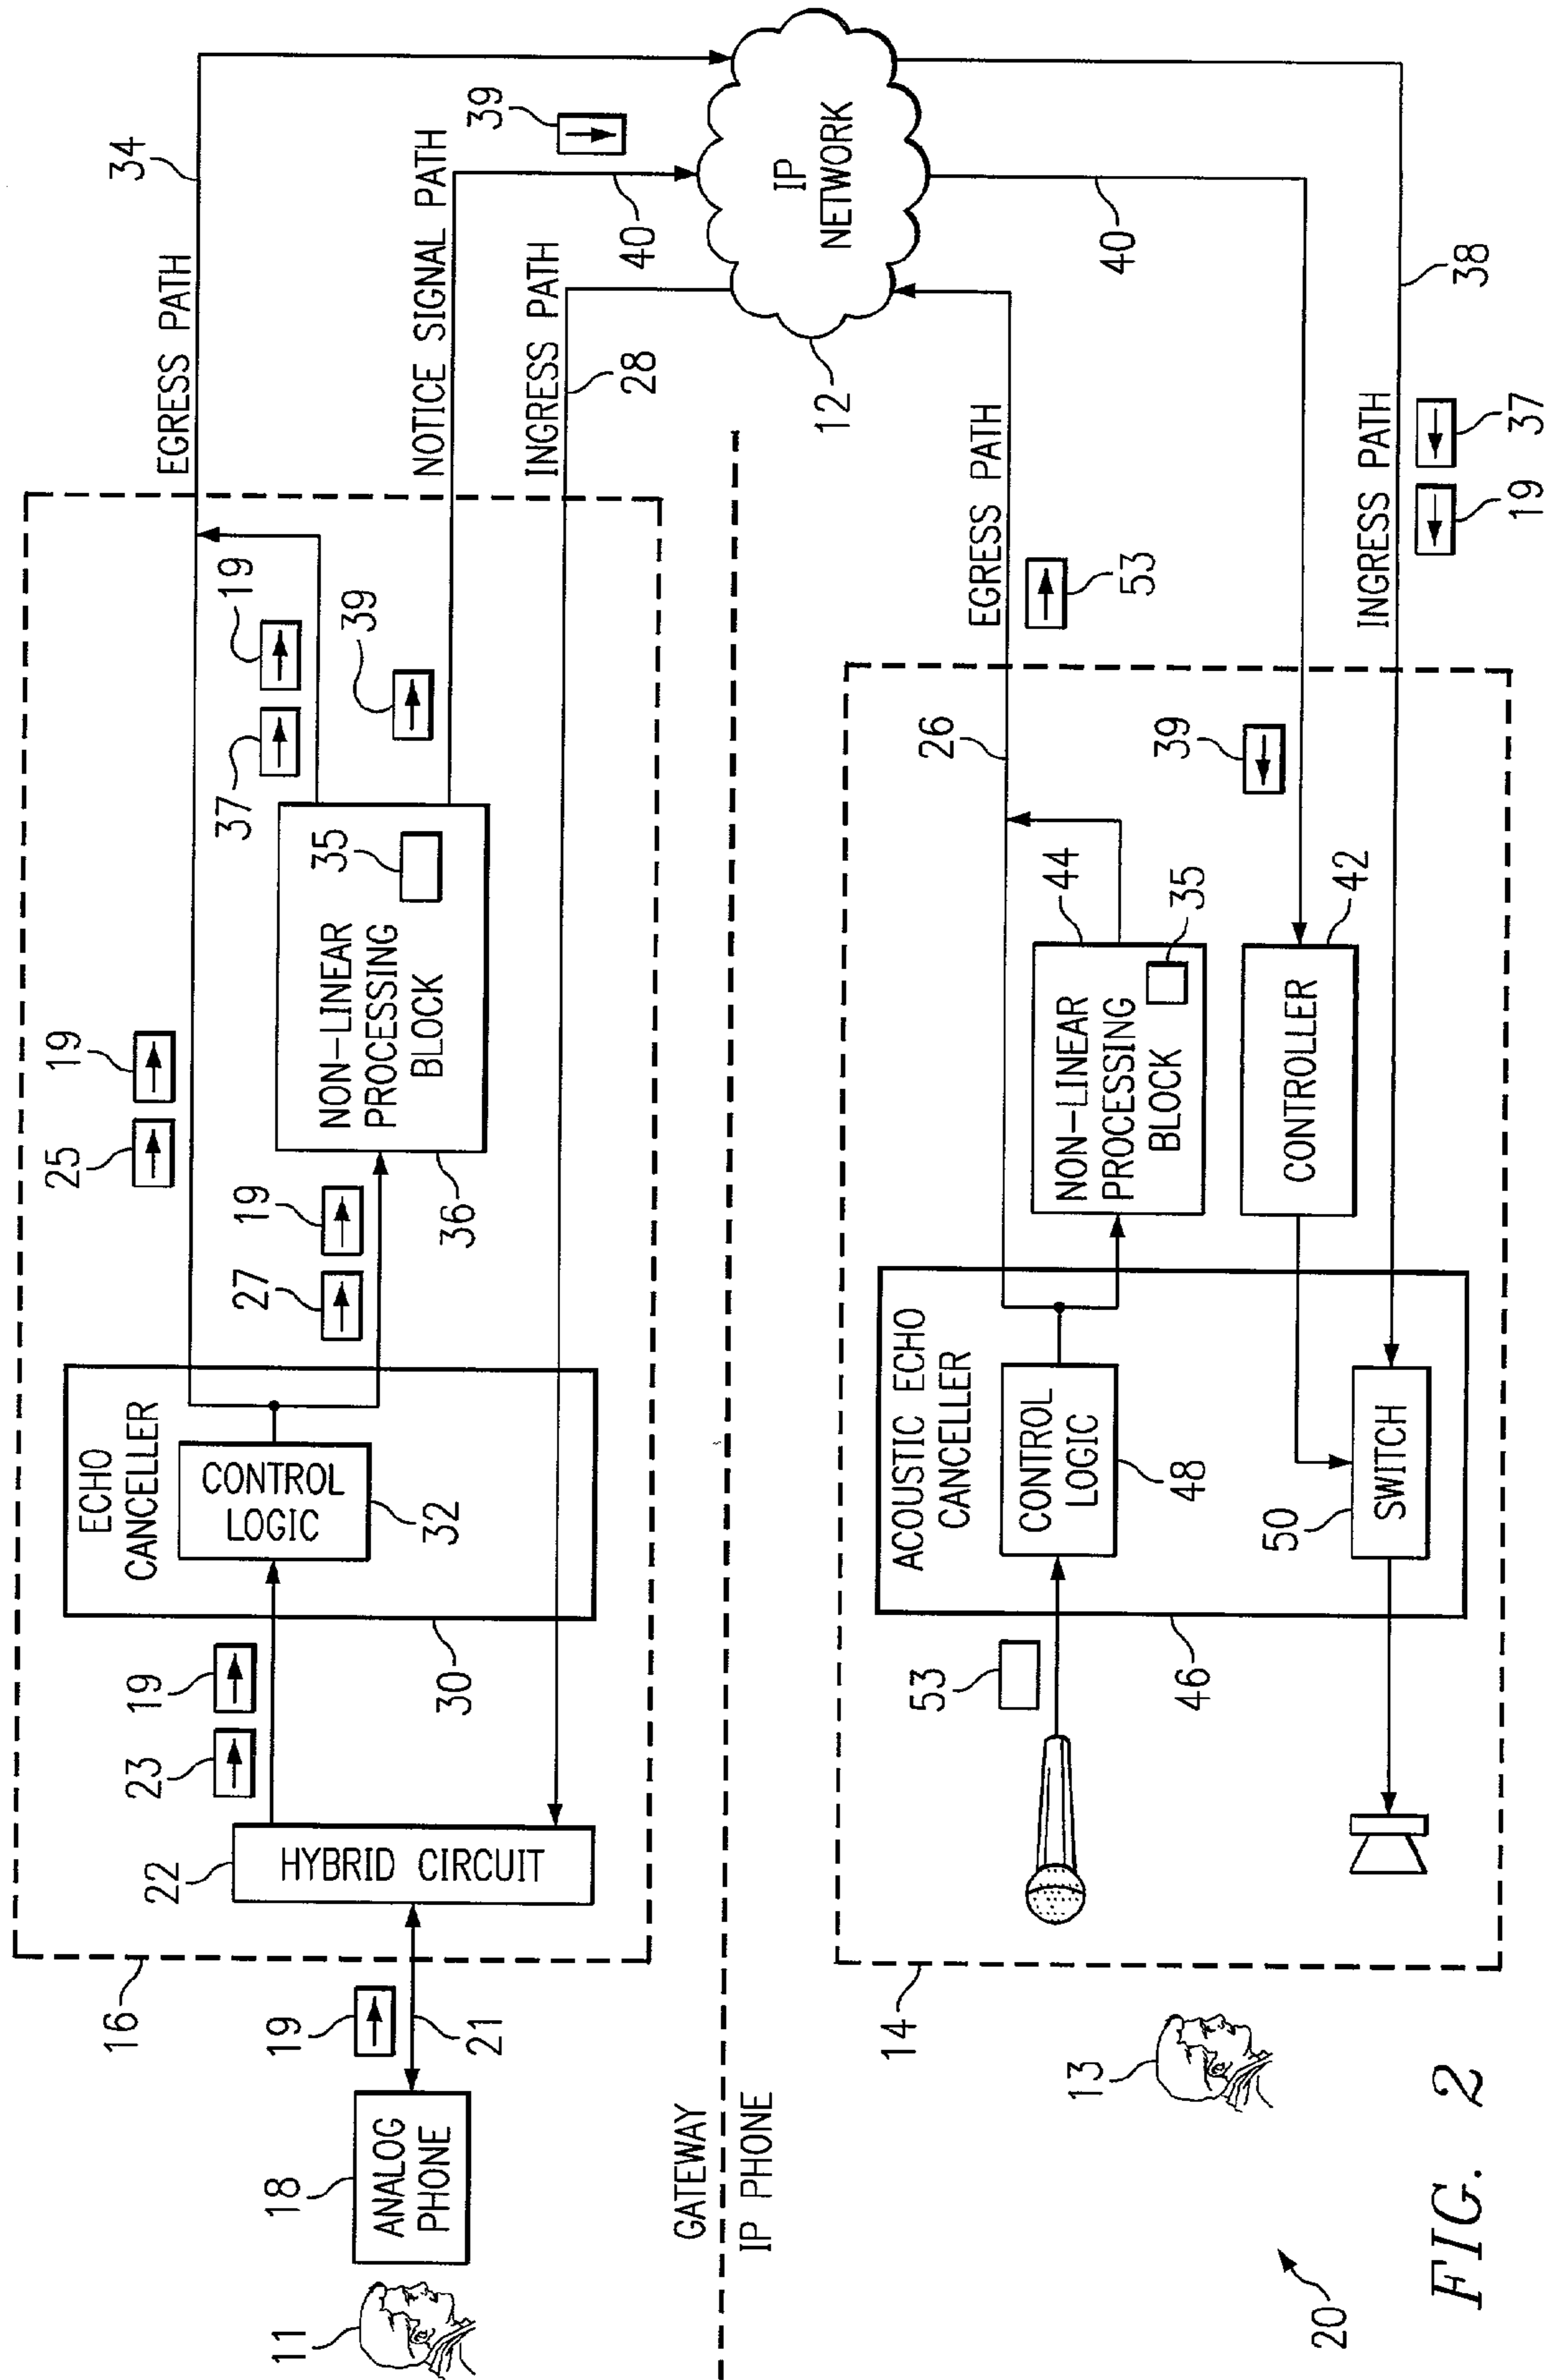 EGRESS PATH
34
19
25
ECHO
CANCELLER
CONTROL
LOGIC
32
30
19
23
HYBRID CIRCUIT
22
16
19
21
ANALOG
PHONE
18
11
19
27
NON-LINEAR
PROCESSING
BLOCK
35
36
19
37
39
NOTICE SIGNAL PATH
39
40
INGRESS PATH
28
IP
NETWORK
12
GATEWAY
IP PHONE
EGRESS PATH
53
26
NON-LINEAR
PROCESSING
BLOCK
35
44
39
CONTROLLER
42
40
INGRESS PATH
38
37
19
ACOUSTIC ECHO
CANCELLER
CONTROL
LOGIC
48
SWITCH
50
46
53
14
13
20
FIG. 2